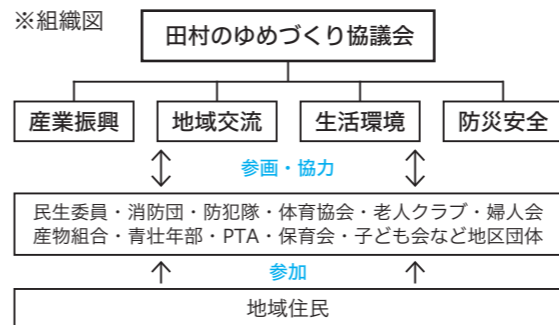 ※組織図
田村のゆめづくり協議会
産業振興 地域交流 生活環境 防災安全
参画・協力
民生委員・消防団・防犯隊・体育協会・老人クラブ・婦人会
産物組合・青壮年部・PTA・保育会・子ども会など地区団体
参加
地域住民